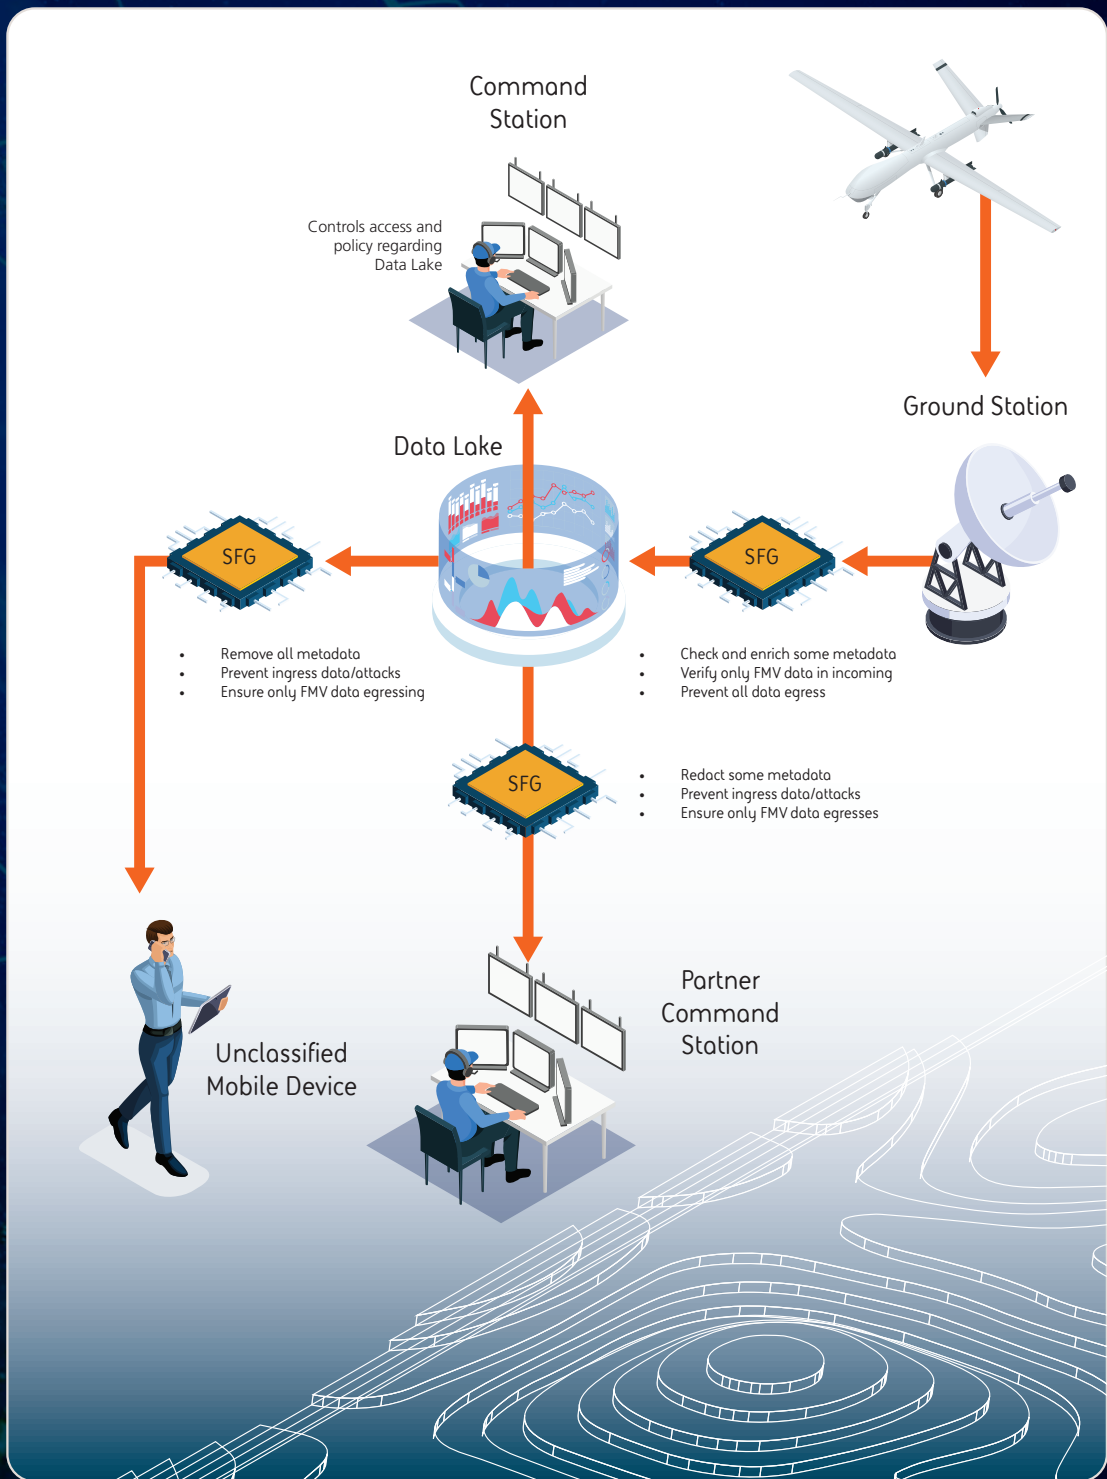 Command
Station
Controls access and
policy regarding
Data Lake
Ground Station
Data Lake
SFG
SFG
• Remove all metadata
• Prevent ingress data/attacks
• Ensure only FMV data egressing
• Check and enrich some metadata
• Verify only FMV data in incoming
• Prevent all data egress
SFG
• Redact some metadata
• Prevent ingress data/attacks
• Ensure only FMV data egresses
Partner
Command
Station
Unclassified
Mobile Device